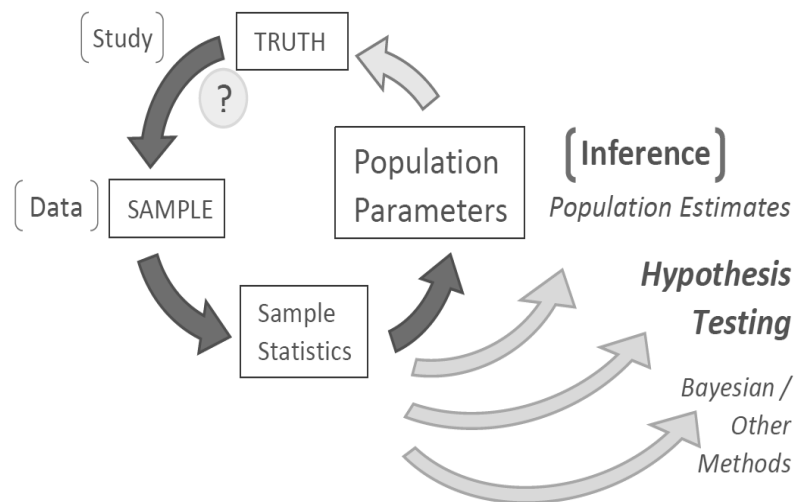 (Study)
TRUTH
?
Population
Parameters
(Inference)
Population Estimates
(Data)
SAMPLE
Hypothesis
Testing
Sample
Statistics
Bayesian /
Other
Methods